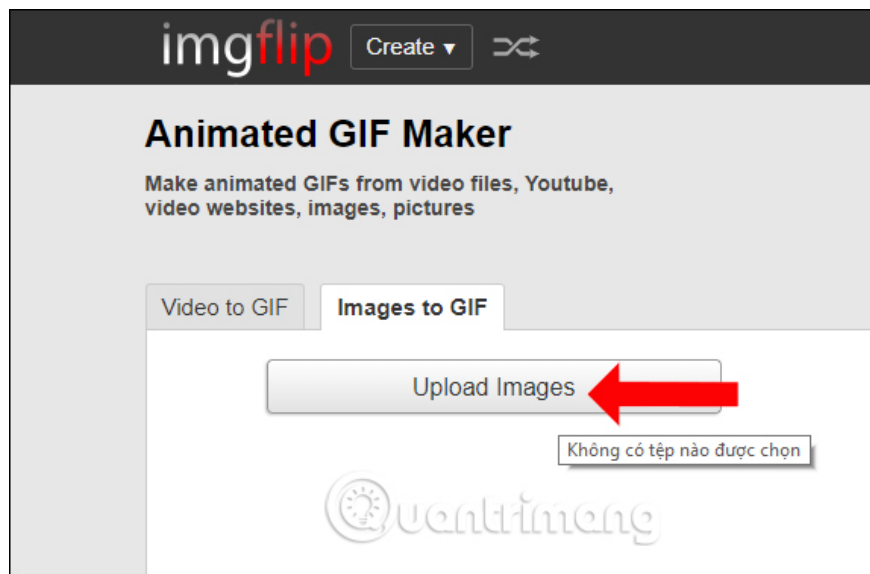 imgflip Create ▾
Animated GIF Maker
Make animated GIFs from video files, Youtube,
video websites, images, pictures
Video to GIF Images to GIF
Upload Images
Không có tệp nào được chọn
Quantrimang